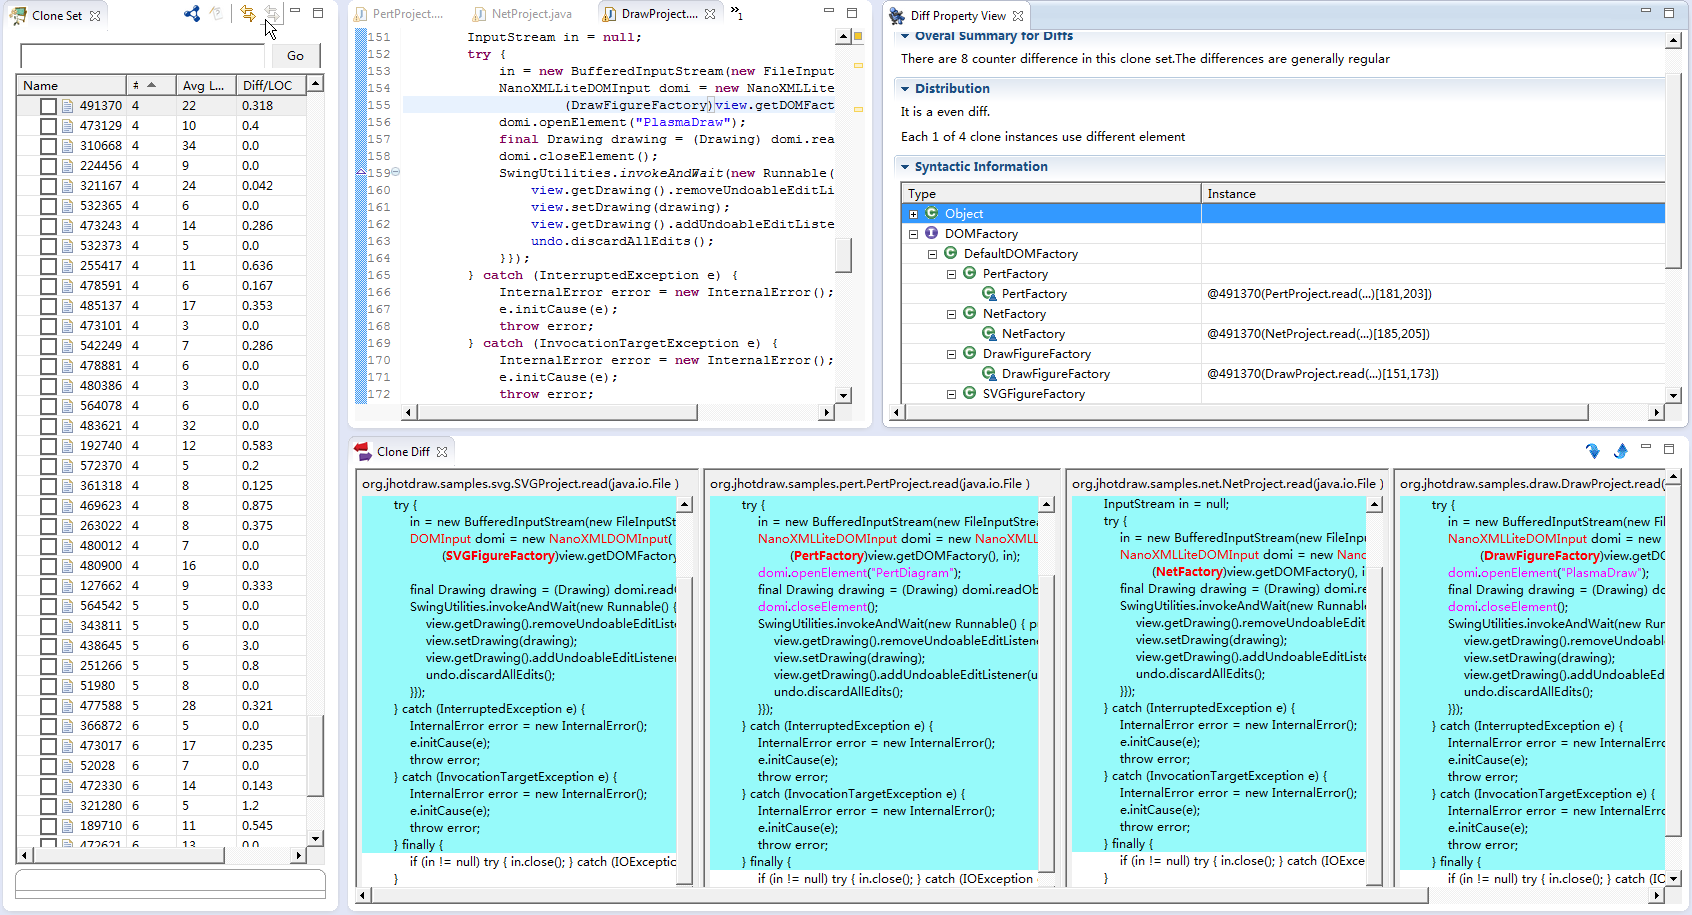 Clone Set
Go
Name # Avg L... Diff/LOC
491370 4 22 0.318
473129 4 10 0.4
310668 4 34 0.0
224456 4 9 0.0
321167 4 24 0.042
532365 4 6 0.0
473243 4 14 0.286
532373 4 5 0.0
255417 4 11 0.636
478591 4 6 0.167
485137 4 17 0.353
473101 4 3 0.0
542249 4 7 0.286
478881 4 6 0.0
480386 4 3 0.0
564078 4 6 0.0
483621 4 32 0.0
192740 4 12 0.583
572370 4 5 0.2
361318 4 8 0.125
469623 4 8 0.875
263022 4 8 0.375
480012 4 7 0.0
480900 4 16 0.0
127662 4 9 0.333
564542 5 5 0.0
343811 5 5 0.0
438645 5 6 3.0
251266 5 5 0.8
51980 5 8 0.0
477588 5 28 0.321
366872 6 5 0.0
473017 6 17 0.235
52028 6 7 0.0
472330 6 14 0.143
321280 6 5 1.2
189710 6 11 0.545
472621 6 13 0.0
PertProject.... NetProject.java DrawProject.... »1
151 InputStream in = null;
152 try {
153 in = new BufferedInputStream(new FileInput
154 NanoXMLLiteDOMInput domi = new NanoXMLLite
155 (DrawFigureFactory)view.getDOMFact
156 domi.openElement("PlasmaDraw");
157 final Drawing drawing = (Drawing) domi.rea
158 domi.closeElement();
159 SwingUtilities.invokeAndWait(new Runnable(
160 view.getDrawing().removeUndoableEditLi
161 view.setDrawing(drawing);
162 view.getDrawing().addUndoableEditListe
163 undo.discardAllEdits();
164 }});
165 } catch (InterruptedException e) {
166 InternalError error = new InternalError();
167 e.initCause(e);
168 throw error;
169 } catch (InvocationTargetException e) {
170 InternalError error = new InternalError();
171 e.initCause(e);
172 throw error;
Diff Property View
Overal Summary for Diffs
There are 8 counter difference in this clone set.The differences are generally regular
Distribution
It is a even diff.
Each 1 of 4 clone instances use different element
Syntactic Information
Type Instance
Object
DOMFactory
DefaultDOMFactory
PertFactory
PertFactory @491370(PertProject.read(...)[181,203])
NetFactory
NetFactory @491370(NetProject.read(...)[185,205])
DrawFigureFactory
DrawFigureFactory @491370(DrawProject.read(...)[151,173])
SVGFigureFactory
Clone Diff
org.jhotdraw.samples.svg.SVGProject.read(java.io.File )
try {
in = new BufferedInputStream(new FileInputSt
DOMInput domi = new NanoXMLDOMInput(
(SVGFigureFactory)view.getDOMFactory
final Drawing drawing = (Drawing) domi.read
SwingUtilities.invokeAndWait(new Runnable() {
view.getDrawing().removeUndoableEditListe
view.setDrawing(drawing);
view.getDrawing().addUndoableEditListener
undo.discardAllEdits();
}});
} catch (InterruptedException e) {
InternalError error = new InternalError();
e.initCause(e);
throw error;
} catch (InvocationTargetException e) {
InternalError error = new InternalError();
e.initCause(e);
throw error;
} finally {
if (in != null) try { in.close(); } catch (IOExceptic
}
org.jhotdraw.samples.pert.PertProject.read(java.io.File )
try {
in = new BufferedInputStream(new FileInputStre
NanoXMLLiteDOMInput domi = new NanoXMLL
(PertFactory)view.getDOMFactory(), in);
domi.openElement("PertDiagram");
final Drawing drawing = (Drawing) domi.readOb
domi.closeElement();
SwingUtilities.invokeAndWait(new Runnable() { p
view.getDrawing().removeUndoableEditListene
view.setDrawing(drawing);
view.getDrawing().addUndoableEditListener(u
undo.discardAllEdits();
}});
} catch (InterruptedException e) {
InternalError error = new InternalError();
e.initCause(e);
throw error;
} catch (InvocationTargetException e) {
InternalError error = new InternalError();
e.initCause(e);
throw error;
} finally {
if (in != null) try { in.close(); } catch (IOException
org.jhotdraw.samples.net.NetProject.read(java.io.File )
InputStream in = null;
try {
in = new BufferedInputStream(new FileInpu
NanoXMLLiteDOMInput domi = new Nano
(NetFactory)view.getDOMFactory(), i
final Drawing drawing = (Drawing) domi.re
SwingUtilities.invokeAndWait(new Runnabl
view.getDrawing().removeUndoableEditLis
view.setDrawing(drawing);
view.getDrawing().addUndoableEditListe
undo.discardAllEdits();
}});
} catch (InterruptedException e) {
InternalError error = new InternalError();
e.initCause(e);
throw error;
} catch (InvocationTargetException e) {
InternalError error = new InternalError();
e.initCause(e);
throw error;
} finally {
if (in != null) try { in.close(); } catch (IOExce
}
org.jhotdraw.samples.draw.DrawProject.read(
try {
in = new BufferedInputStream(new Fil
NanoXMLLiteDOMInput domi = new N
(DrawFigureFactory)view.getDO
domi.openElement("PlasmaDraw");
final Drawing drawing = (Drawing) dom
domi.closeElement();
SwingUtilities.invokeAndWait(new Run
view.getDrawing().removeUndoableE
view.setDrawing(drawing);
view.getDrawing().addUndoableEd
undo.discardAllEdits();
}});
} catch (InterruptedException e) {
InternalError error = new InternalErro
e.initCause(e);
throw error;
} catch (InvocationTargetException e) {
InternalError error = new InternalErro
e.initCause(e);
throw error;
} finally {
if (in != null) try { in.close(); } catch (IO